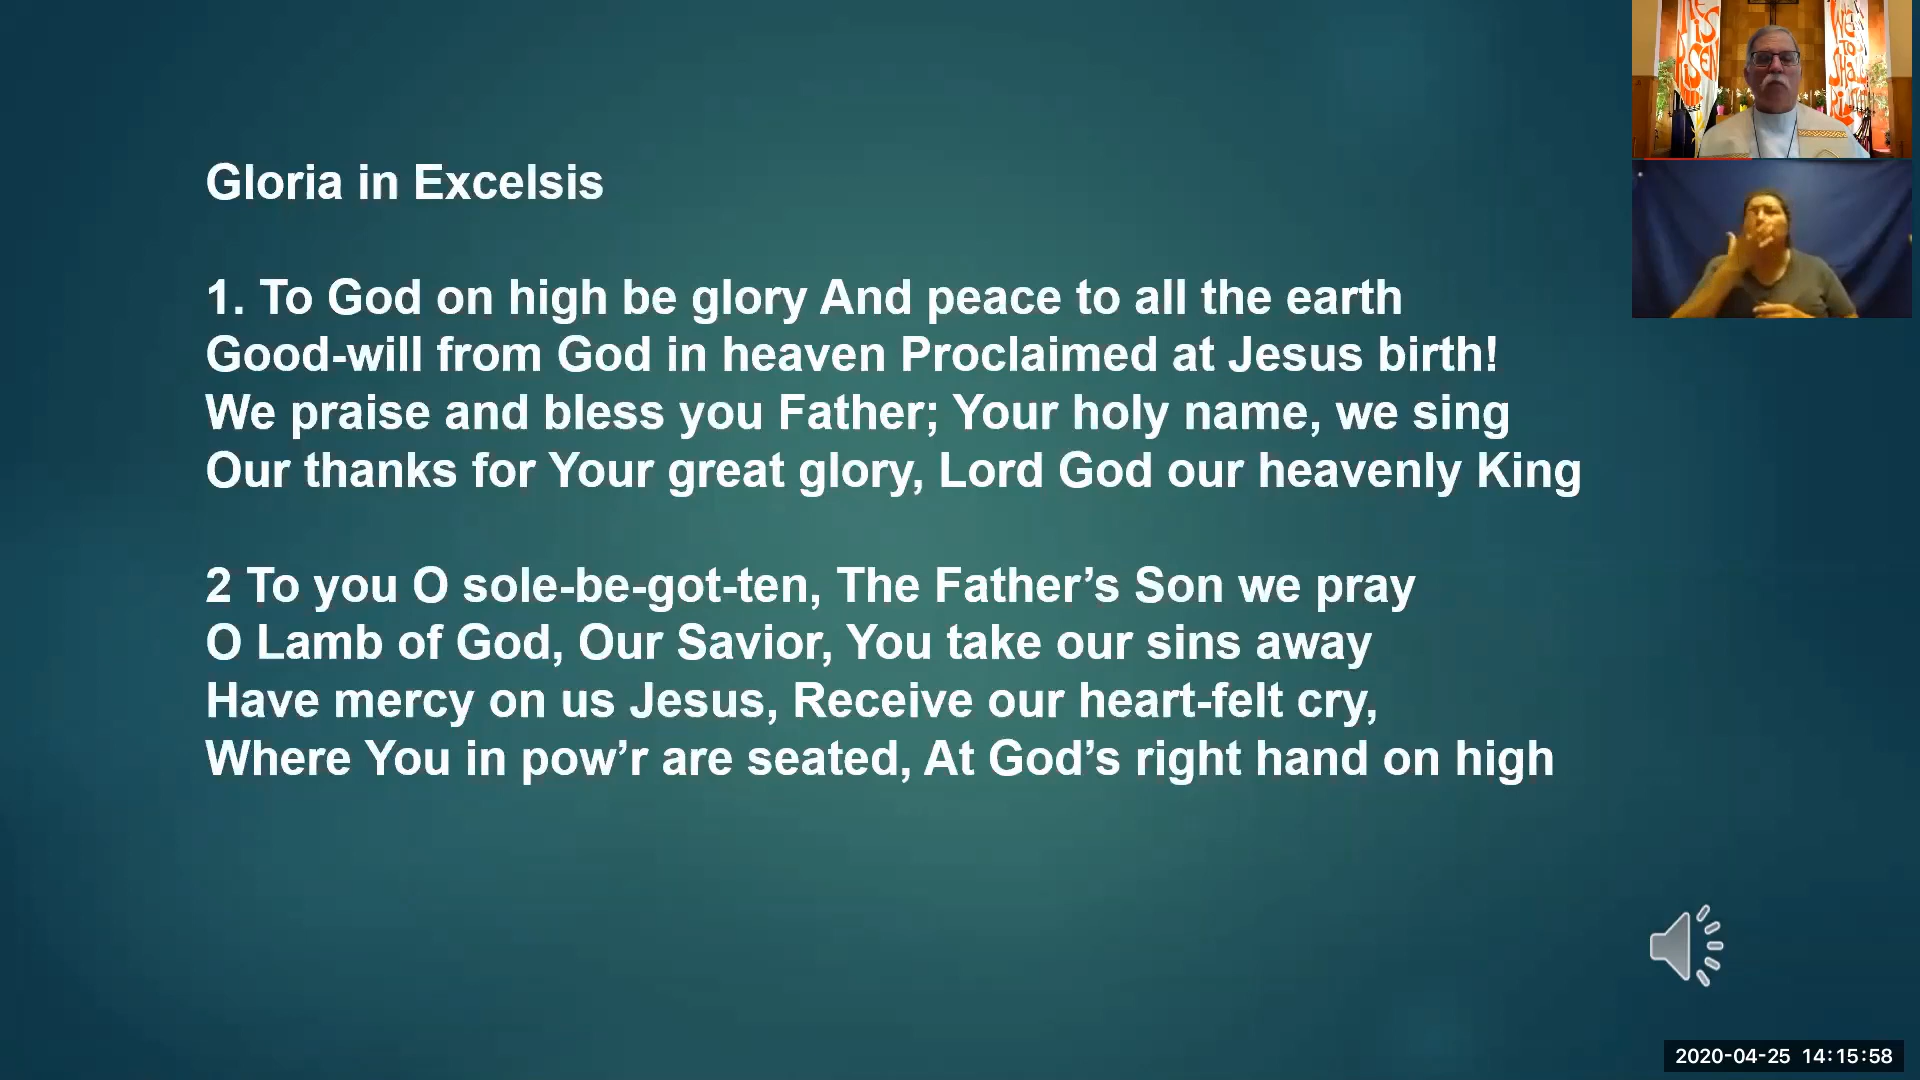 Gloria in Excelsis
1. To God on high be glory And peace to all the earth
Good-will from God in heaven Proclaimed at Jesus birth!
We praise and bless you Father; Your holy name, we sing
Our thanks for Your great glory, Lord God our heavenly King
2 To you O sole-be-got-ten, The Father’s Son we pray
O Lamb of God, Our Savior, You take our sins away
Have mercy on us Jesus, Receive our heart-felt cry,
Where You in pow’r are seated, At God’s right hand on high
2020-04-25 14:15:58